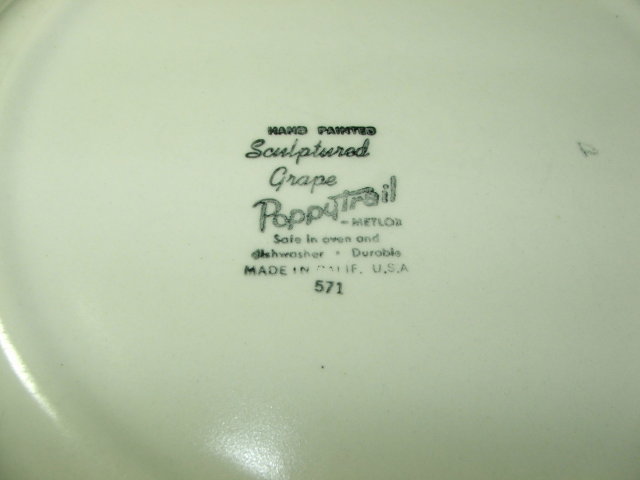 HAND PAINTED
Sculptured
Grape
PoppyTrail
-METLOX
Safe in oven and
dishwasher • Durable
MADE IN CALIF. U.S.A
571